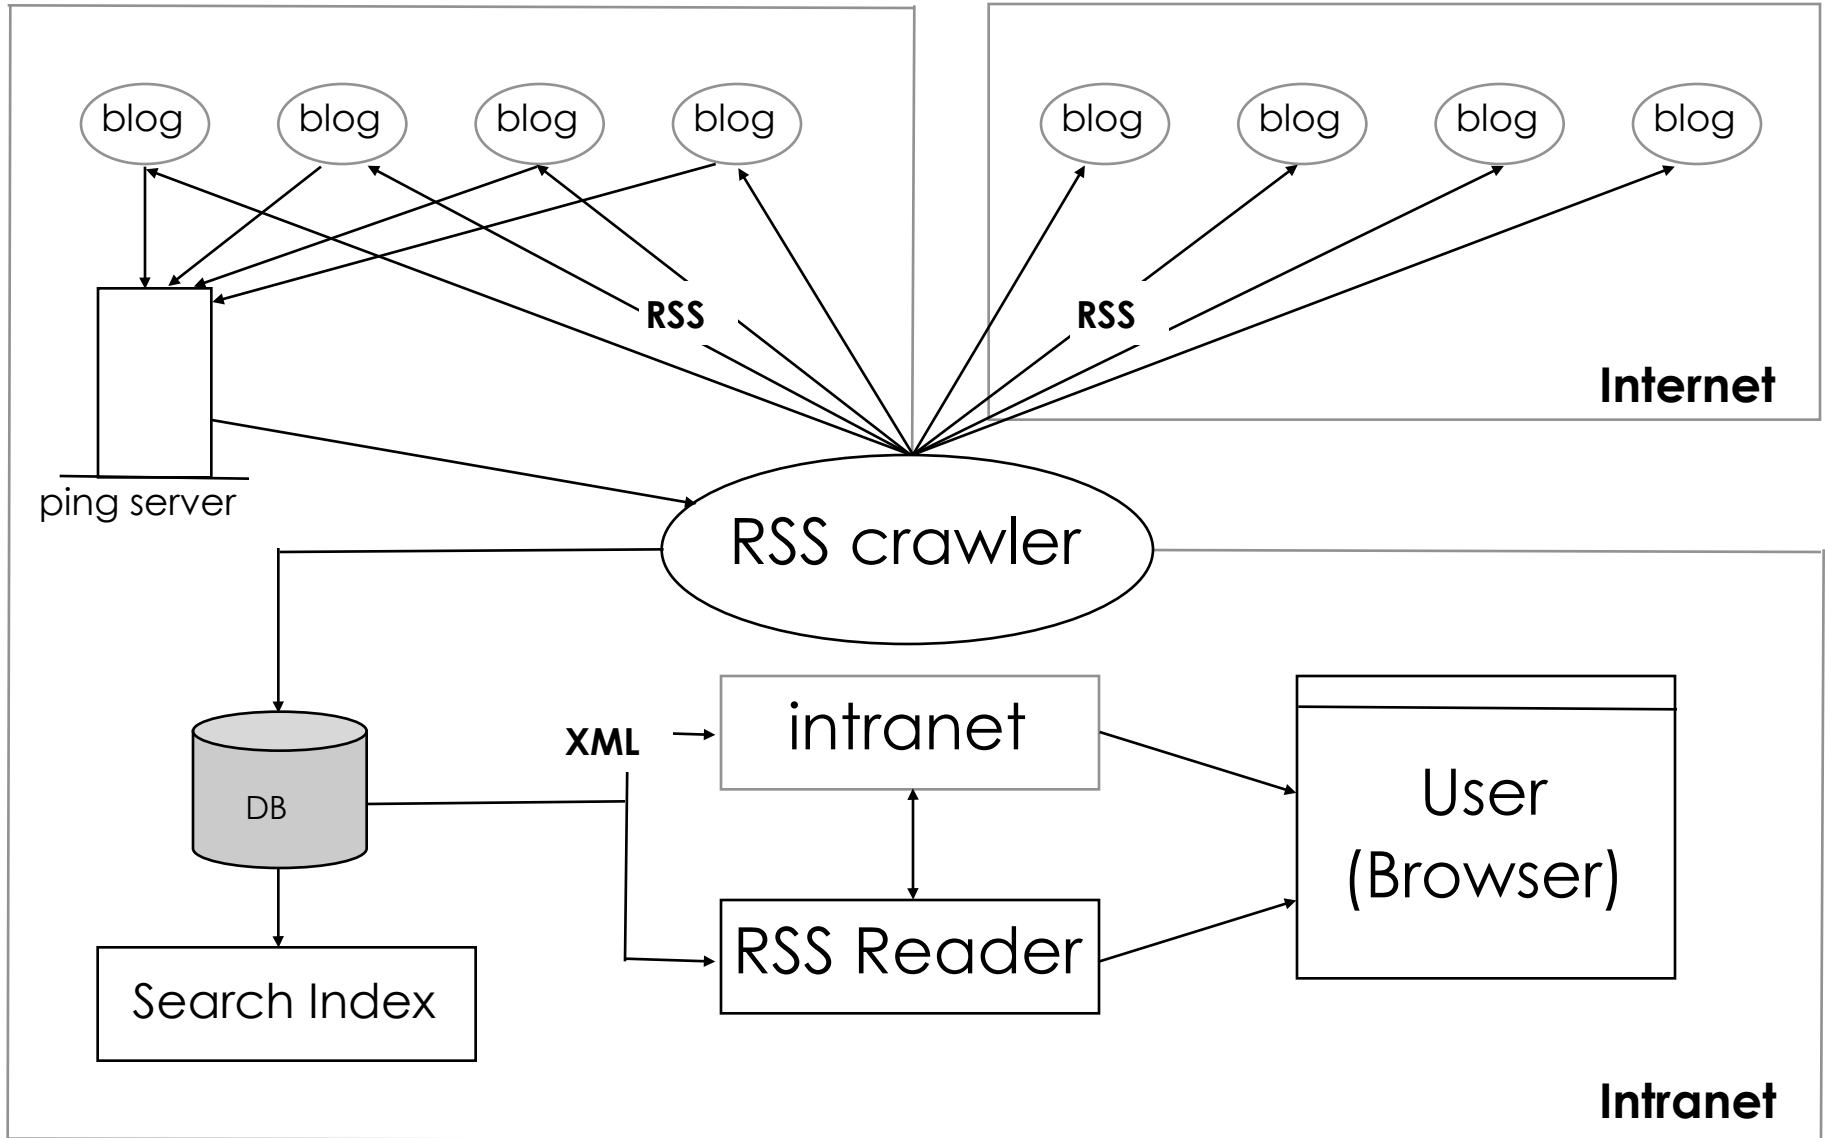 blog
blog
blog
blog
blog
blog
blog
blog
RSS
RSS
Internet
ping server
RSS crawler
XML
intranet
DB
User
(Browser)
RSS Reader
Search Index
Intranet